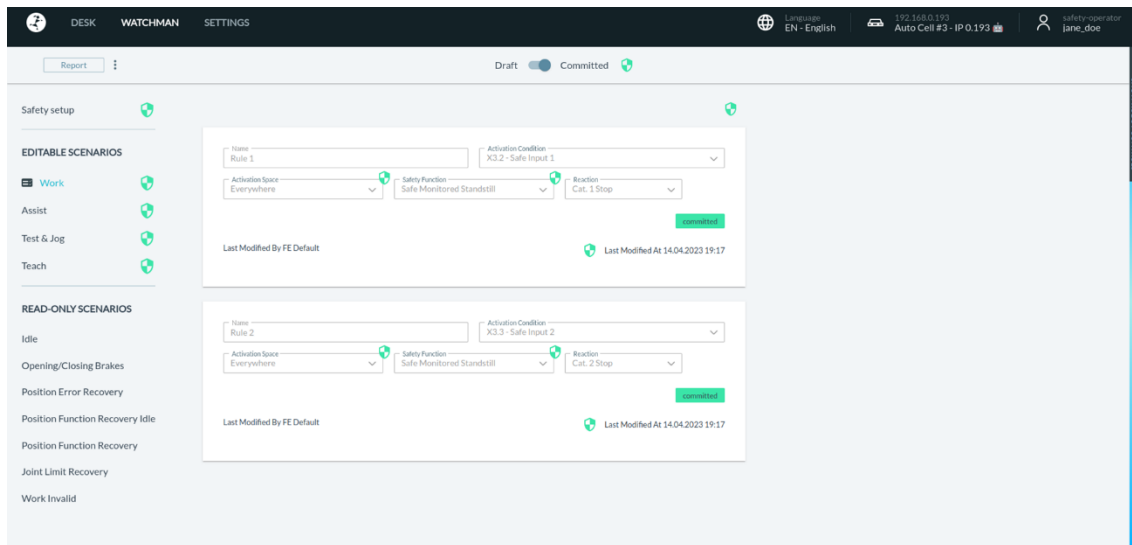 DESK WATCHMAN SETTINGS Language 192.168.0.193 safety-operator
EN - English Auto Cell #3 - IP 0.193 jane_doe
Report Draft Committed
Safety setup
EDITABLE SCENARIOS
Work
Assist
Test & Jog
Teach
READ-ONLY SCENARIOS
Idle
Opening/Closing Brakes
Position Error Recovery
Position Function Recovery Idle
Position Function Recovery
Joint Limit Recovery
Work Invalid
Name Activation Condition
Rule 1 X3.2 - Safe Input 1
Activation Space Safety Function Reaction
Everywhere Safe Monitored Standstill Cat. 1 Stop
committed
Last Modified By FE Default Last Modified At 14.04.2023 19:17
Name Activation Condition
Rule 2 X3.3 - Safe Input 2
Activation Space Safety Function Reaction
Everywhere Safe Monitored Standstill Cat. 2 Stop
committed
Last Modified By FE Default Last Modified At 14.04.2023 19:17